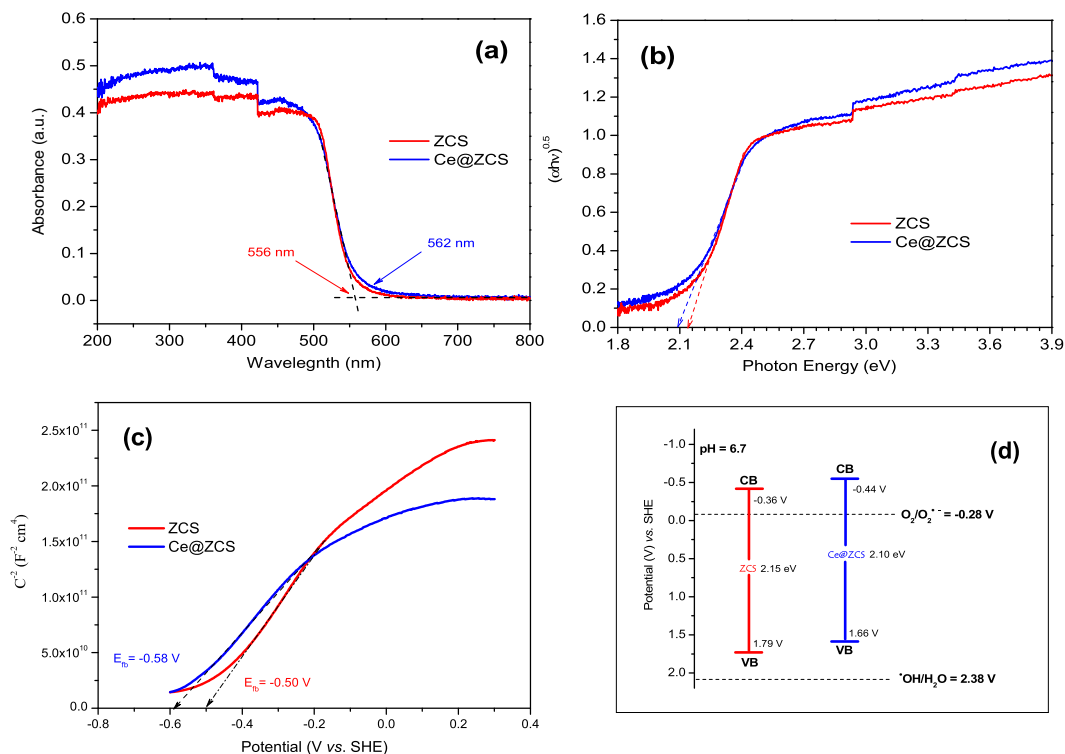 (a)
0.6
0.5
0.4
0.3
0.2
0.1
0.0
Absorbance (a.u.)
ZCS
Ce@ZCS
556 nm
562 nm
200 300 400 500 600 700 800
Wavelegnth (nm)
(b)
1.6
1.4
1.2
1.0
0.8
0.6
0.4
0.2
0.0
(αhν)^0.5
ZCS
Ce@ZCS
1.8 2.1 2.4 2.7 3.0 3.3 3.6 3.9
Photon Energy (eV)
(c)
2.5x10^11
2.0x10^11
1.5x10^11
1.0x10^11
5.0x10^10
0.0
C^-2 (F^-2 cm^4)
ZCS
Ce@ZCS
E_fb = -0.58 V
E_fb = -0.50 V
-0.8 -0.6 -0.4 -0.2 0.0 0.2 0.4
Potential (V vs. SHE)
(d)
pH = 6.7
-1.0
-0.5
0.0
0.5
1.0
1.5
2.0
Potential (V) vs. SHE
CB
-0.36 V
CB
-0.44 V
O2/O2•- = -0.28 V
ZCS 2.15 eV
Ce@ZCS 2.10 eV
1.79 V
VB
1.66 V
VB
•OH/H2O = 2.38 V